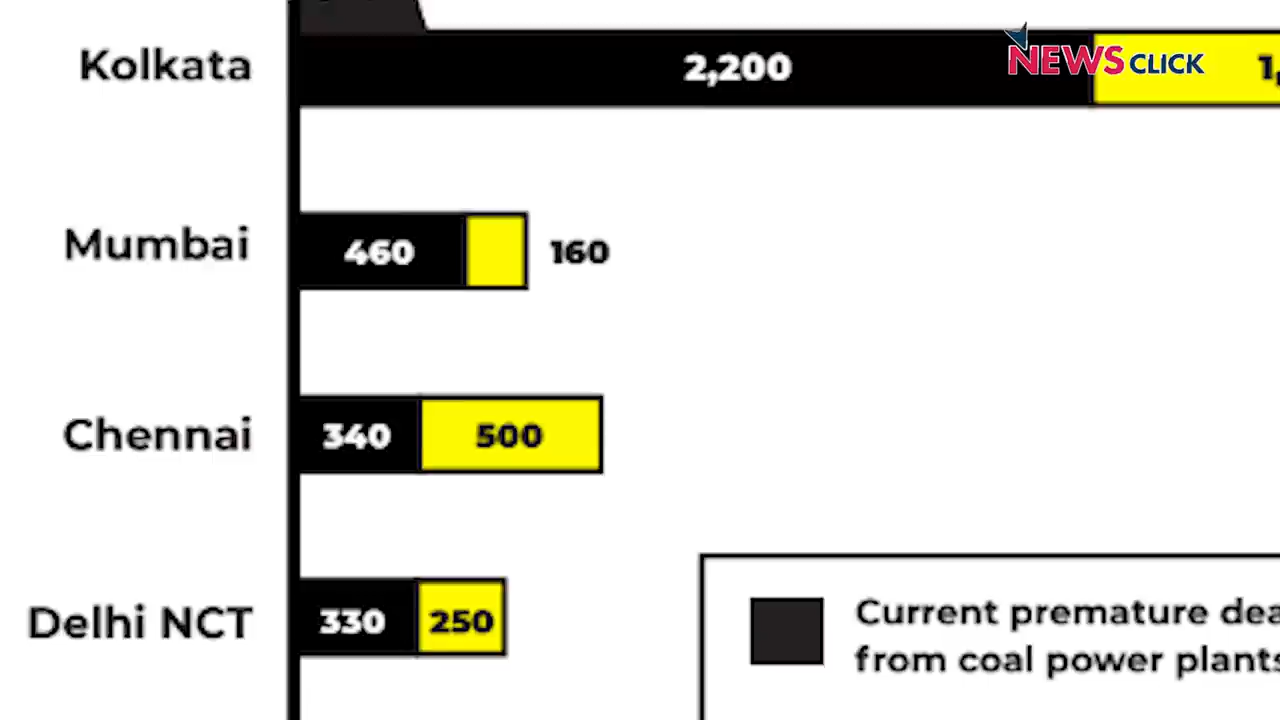 Kolkata 2,200
NEWSCLICK
Mumbai 460 160
Chennai 340 500
Delhi NCT 330 250
Current premature
from coal power plants